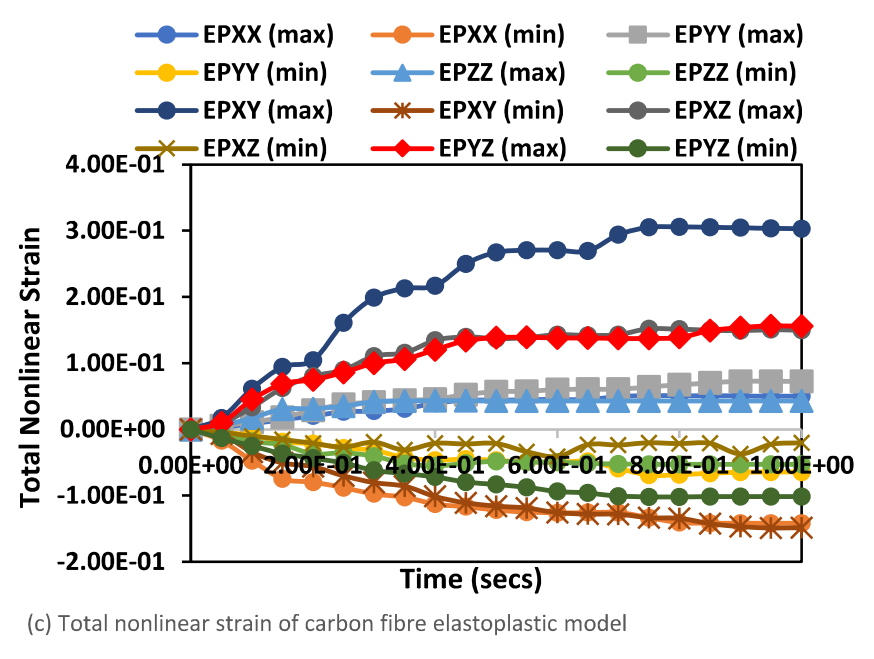 EPXX (max) EPXX (min) EPYY (max)
EPYY (min) EPZZ (max) EPZZ (min)
EPXY (max) EPXY (min) EPXZ (max)
EPXZ (min) EPYZ (max) EPYZ (min)
4.00E-01
3.00E-01
2.00E-01
1.00E-01
0.00E+00
0.00E+00 2.00E-01 4.00E-01 6.00E-01 8.00E-01 1.00E+00
-1.00E-01
-2.00E-01
Total Nonlinear Strain
Time (secs)
(c) Total nonlinear strain of carbon fibre elastoplastic model